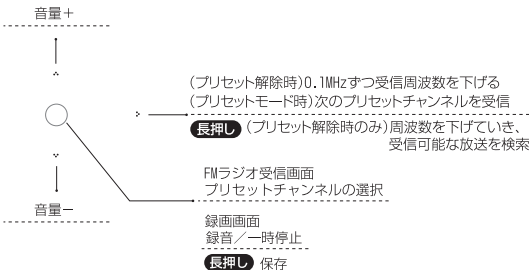 音量＋
(プリセット解除時)0.1MHzずつ受信周波数を下げる
(プリセットモード時)次のプリセットチャンネルを受信
長押し (プリセット解除時のみ)周波数を下げていき、
受信可能な放送を検索
FMラジオ受信画面
プリセットチャンネルの選択
音量－
録画画面
録音／一時停止
長押し 保存